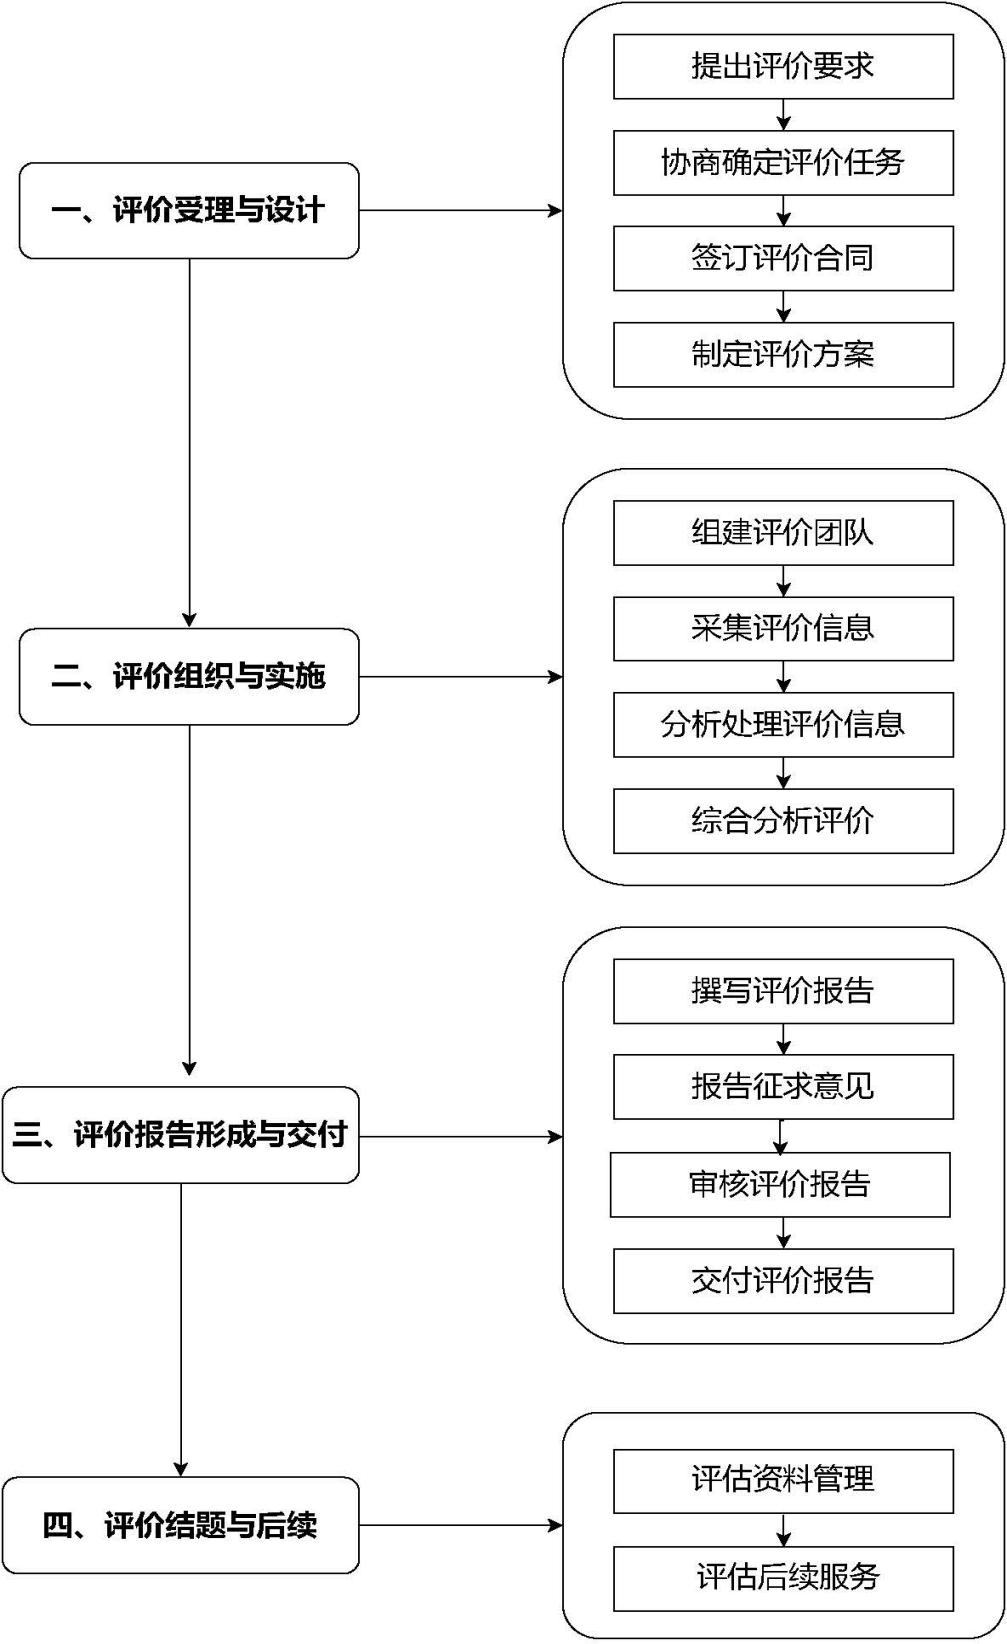 一、评价受理与设计
提出评价要求
协商确定评价任务
签订评价合同
制定评价方案
二、评价组织与实施
组建评价团队
采集评价信息
分析处理评价信息
综合分析评价
三、评价报告形成与交付
撰写评价报告
报告征求意见
审核评价报告
交付评价报告
四、评价结题与后续
评估资料管理
评估后续服务